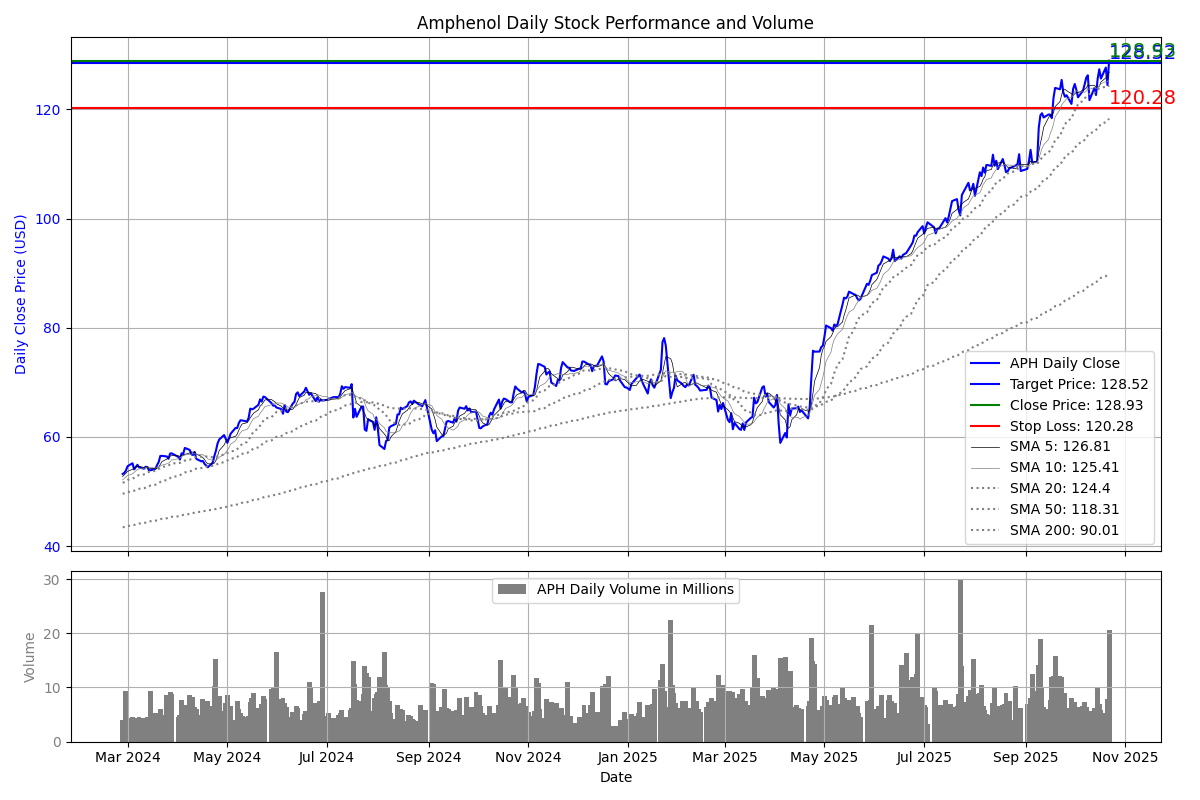 Amphenol Daily Stock Performance and Volume
128.93
128.52
120.28
Daily Close Price (USD)
120
100
80
60
40
APH Daily Close
Target Price: 128.52
Close Price: 128.93
Stop Loss: 120.28
SMA 5: 126.81
SMA 10: 125.41
SMA 20: 124.4
SMA 50: 118.31
SMA 200: 90.01
APH Daily Volume in Millions
Volume
30
20
10
0
Mar 2024 May 2024 Jul 2024 Sep 2024 Nov 2024 Jan 2025 Mar 2025 May 2025 Jul 2025 Sep 2025 Nov 2025
Date